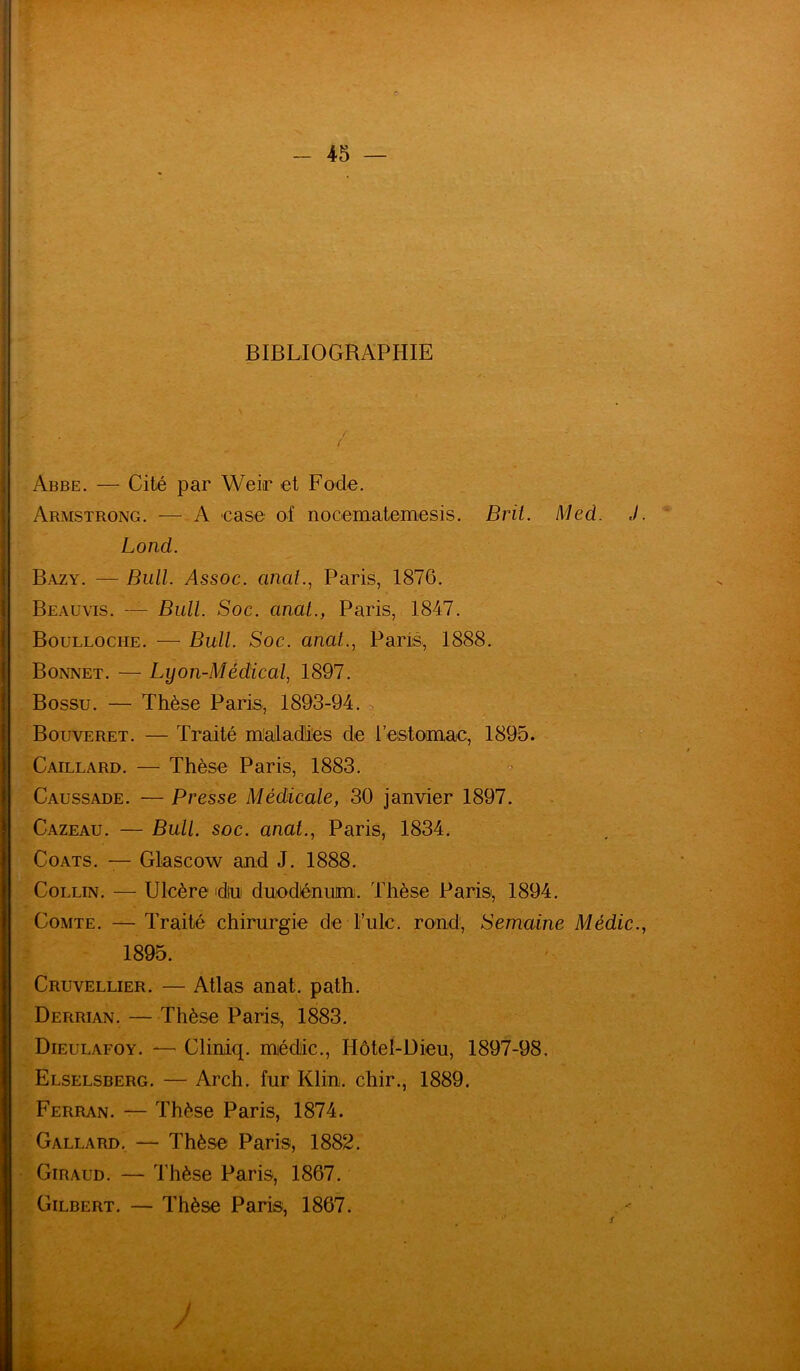 — 45 —
BIBLIOGRAPHIE
Abbe. — Cité par Weir et Fode.
Armstrong. — A case of nocematemesis. Brit. Med. J.
Lond.
Bazy. — Bull. Assoc. anat., Paris, 1876.
Beauvis. — Bull. Soc. anat., Paris, 1847.
Boulloche. — Bull. Soc. anat., Paris, 1888.
Bonnet. — Lyon-Médical, 1897.
Bossu. — Thèse Paris, 1893-94.
Bouveret. — Traité maladies de l'estomac, 1895.
Caillard. — Thèse Paris, 1883.
Caussade. — Presse Médicale, 30 janvier 1897.
Cazeau. — Bull. soc. anat., Paris, 1834.
Coats. — Glascow and J. 1888.
Collin. — Ulcère du duodénum. Thèse Paris, 1894.
Comte. — Traité chirurgie de l'ulc. rond, Semaine Médic.,
1895.
Cruvellier. — Atlas anat. path.
Derrian. — Thèse Paris, 1883.
Dieulafoy. — Cliniq. médic., Hôtel-Dieu, 1897-98.
Elselsberg. — Arch. fur Klin. chir., 1889.
Ferran. — Thèse Paris, 1874.
Gallard. — Thèse Paris, 1882.
Giraud. — Thèse Paris, 1867.
Gilbert. — Thèse Paris, 1867.